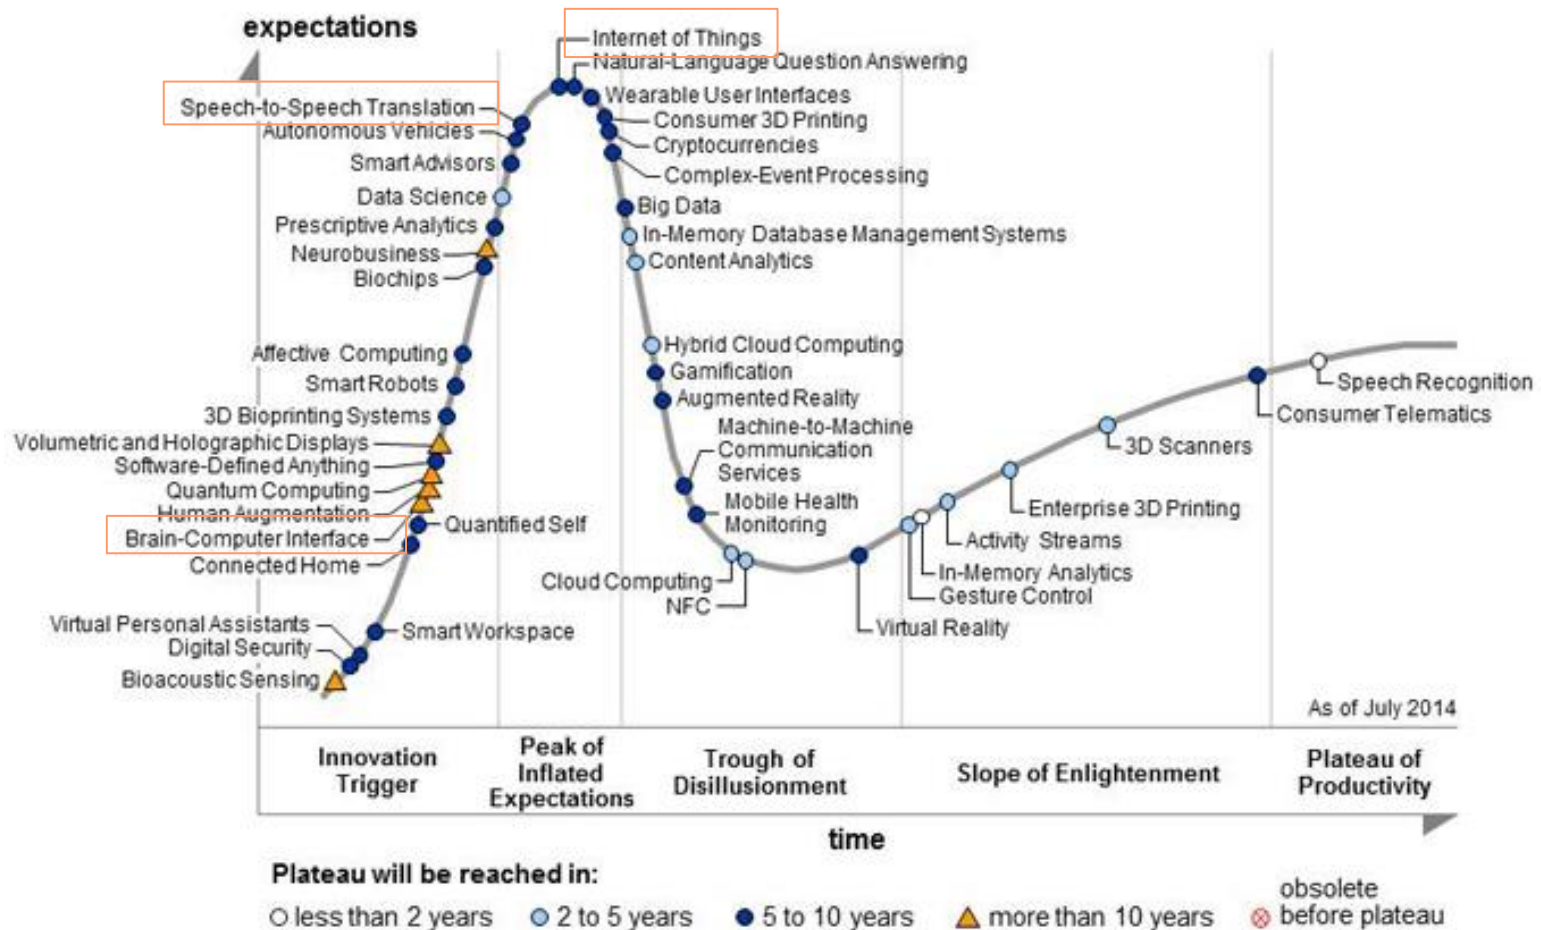 expectations
Internet of Things
Natural-Language Question Answering
Speech-to-Speech Translation
Wearable User Interfaces
Autonomous Vehicles
Consumer 3D Printing
Cryptocurrencies
Smart Advisors
Complex-Event Processing
Data Science
Big Data
Prescriptive Analytics
In-Memory Database Management Systems
Neurobusiness
Content Analytics
Biochips
Affective Computing
Hybrid Cloud Computing
Smart Robots
Gamification
3D Bioprinting Systems
Augmented Reality
Volumetric and Holographic Displays
Machine-to-Machine
Communication
Services
Software-Defined Anything
Quantum Computing
Mobile Health
Monitoring
Human Augmentation
Quantified Self
Brain-Computer Interface
Connected Home
Speech Recognition
Consumer Telematics
3D Scanners
Enterprise 3D Printing
Activity Streams
Cloud Computing
In-Memory Analytics
NFC
Gesture Control
Virtual Personal Assistants
Smart Workspace
Virtual Reality
Digital Security
Bioacoustic Sensing
As of July 2014
Innovation
Trigger
Peak of
Inflated
Expectations
Trough of
Disillusionment
Slope of Enlightenment
Plateau of
Productivity
time
Plateau will be reached in:
less than 2 years
2 to 5 years
5 to 10 years
more than 10 years
obsolete
before plateau